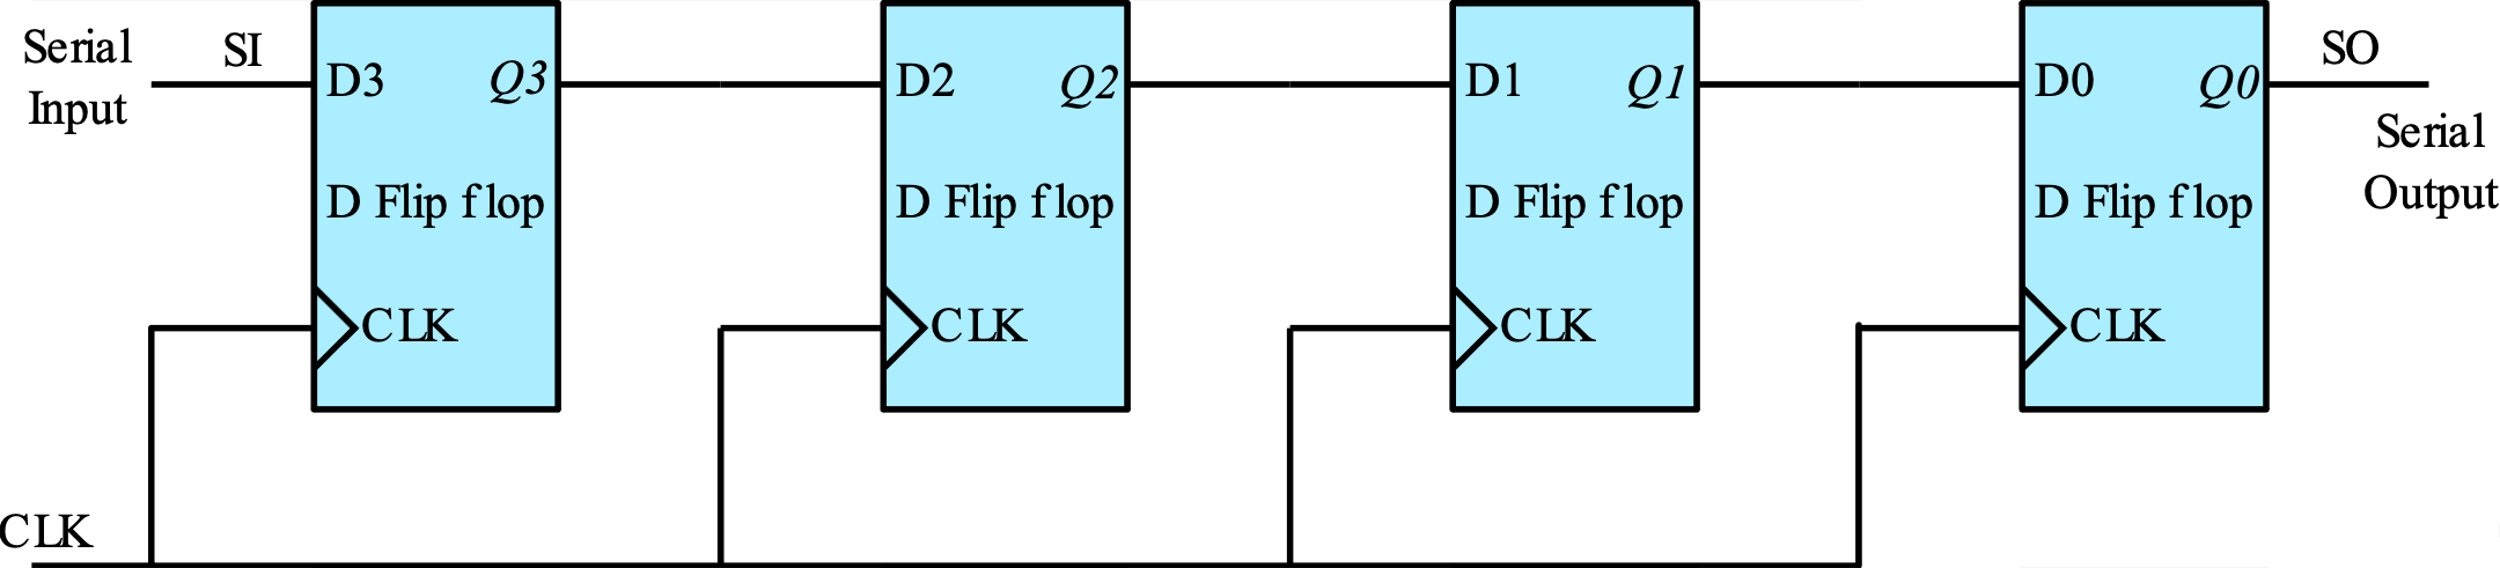 Serial
Input
SI
D3 Q3
D Flip flop
CLK
D2 Q2
D Flip flop
CLK
D1 Q1
D Flip flop
CLK
D0 Q0
D Flip flop
CLK
SO
Serial
Output
CLK